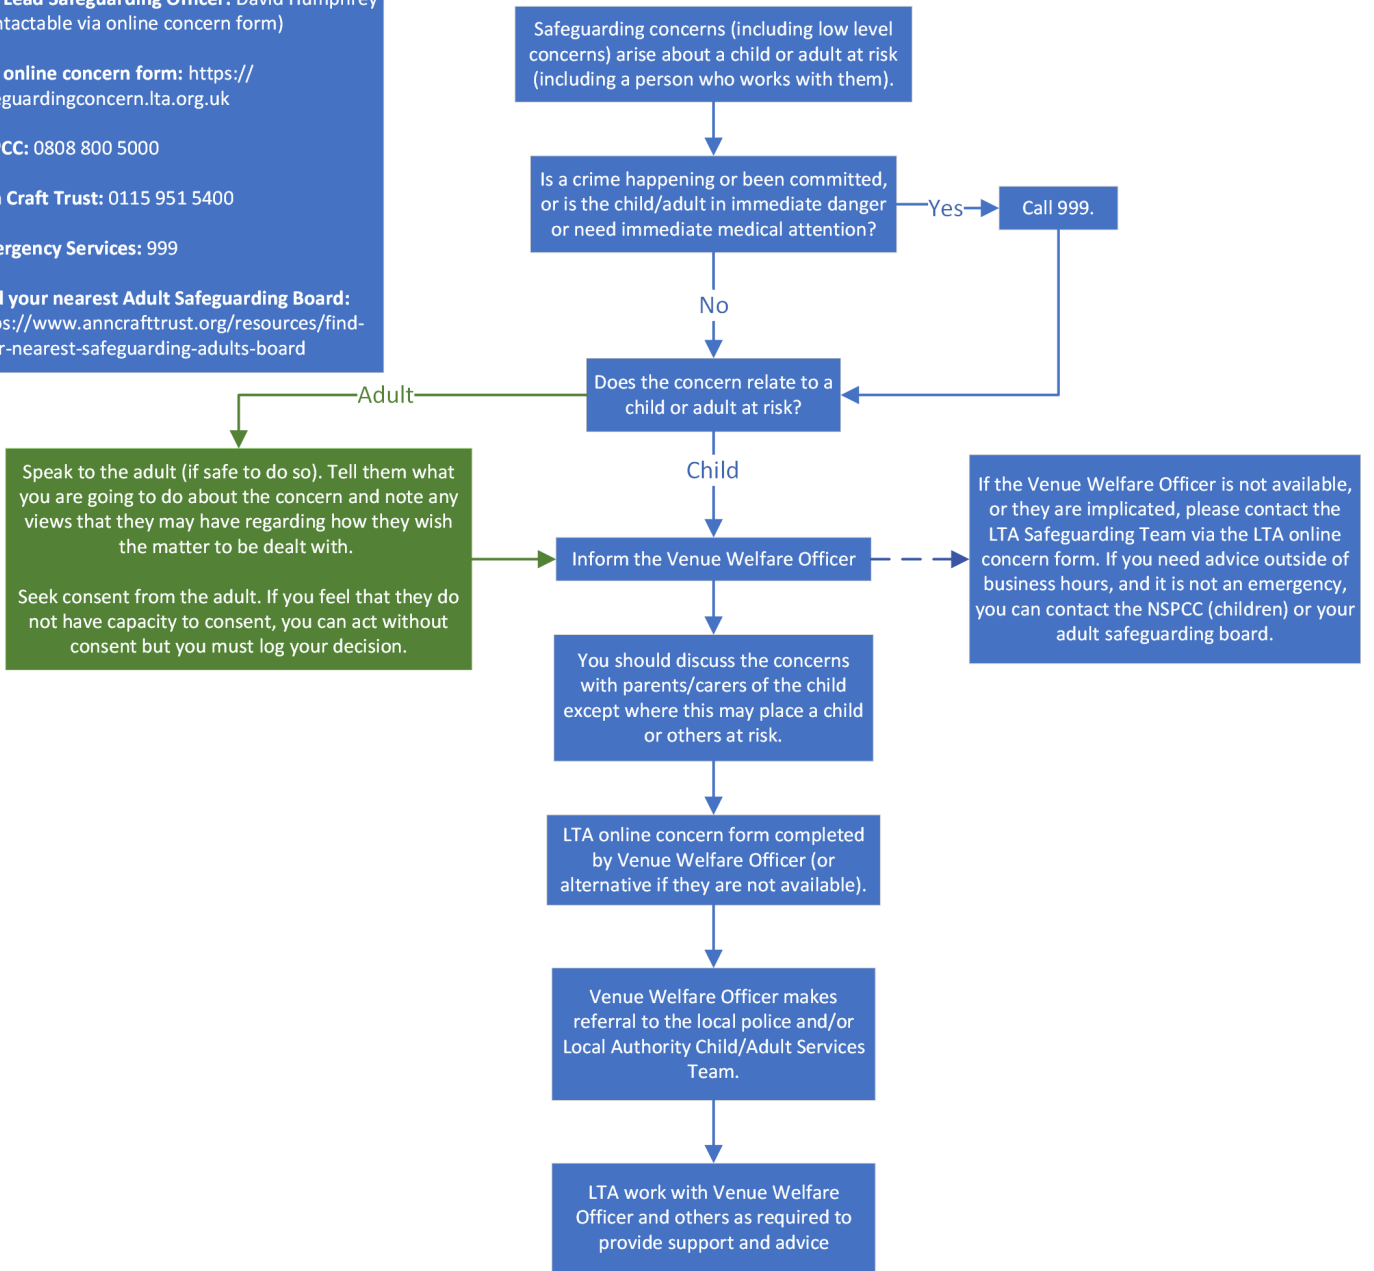 Lead Safeguarding Officer: David Humphrey
ntactable via online concern form)
online concern form: https://
eguardingconcern.lta.org.uk
CC: 0808 800 5000
Craft Trust: 0115 951 5400
ergency Services: 999
your nearest Adult Safeguarding Board:
s://www.anncrafttrust.org/resources/find-
r-nearest-safeguarding-adults-board
Safeguarding concerns (including low level
concerns) arise about a child or adult at risk
(including a person who works with them).
Is a crime happening or been committed,
or is the child/adult in immediate danger
or need immediate medical attention?
Yes
Call 999.
No
Does the concern relate to a
child or adult at risk?
Adult
Child
Speak to the adult (if safe to do so). Tell them what
you are going to do about the concern and note any
views that they may have regarding how they wish
the matter to be dealt with.
Seek consent from the adult. If you feel that they do
not have capacity to consent, you can act without
consent but you must log your decision.
Inform the Venue Welfare Officer
If the Venue Welfare Officer is not available,
or they are implicated, please contact the
LTA Safeguarding Team via the LTA online
concern form. If you need advice outside of
business hours, and it is not an emergency,
you can contact the NSPCC (children) or your
adult safeguarding board.
You should discuss the concerns
with parents/carers of the child
except where this may place a child
or others at risk.
LTA online concern form completed
by Venue Welfare Officer (or
alternative if they are not available).
Venue Welfare Officer makes
referral to the local police and/or
Local Authority Child/Adult Services
Team.
LTA work with Venue Welfare
Officer and others as required to
provide support and advice